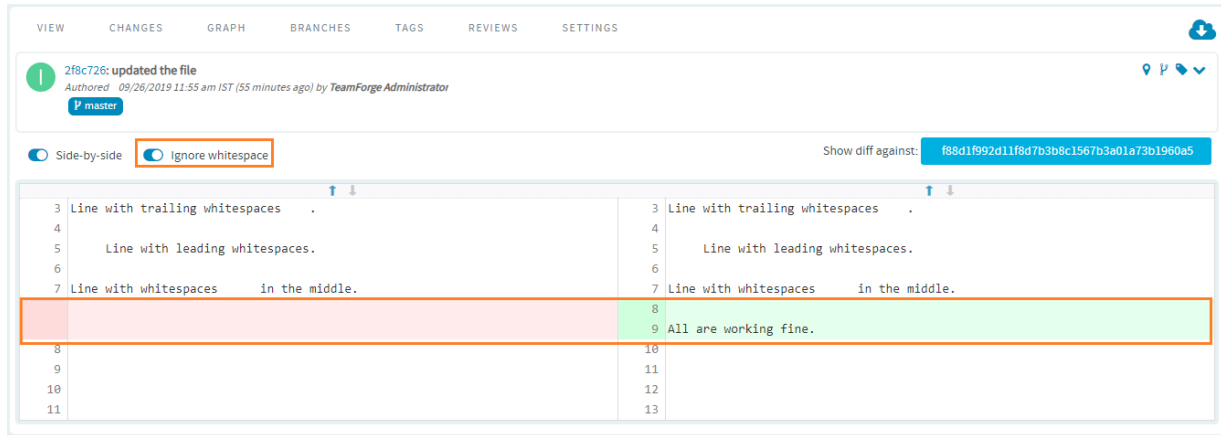 VIEW CHANGES GRAPH BRANCHES TAGS REVIEWS SETTINGS
I
2f8c726: updated the file
Authored 09/26/2019 11:55 am IST (55 minutes ago) by TeamForge Administrator
master
Side-by-side Ignore whitespace Show diff against: f88d1f992d11f8d7b3b8c1567b3a01a73b1960a5
3 Line with trailing whitespaces    . 3 Line with trailing whitespaces    .
4 4
5     Line with leading whitespaces. 5     Line with leading whitespaces.
6 6
7 Line with whitespaces      in the middle. 7 Line with whitespaces      in the middle.
8
9 All are working fine.
8 10
9 11
10 12
11 13